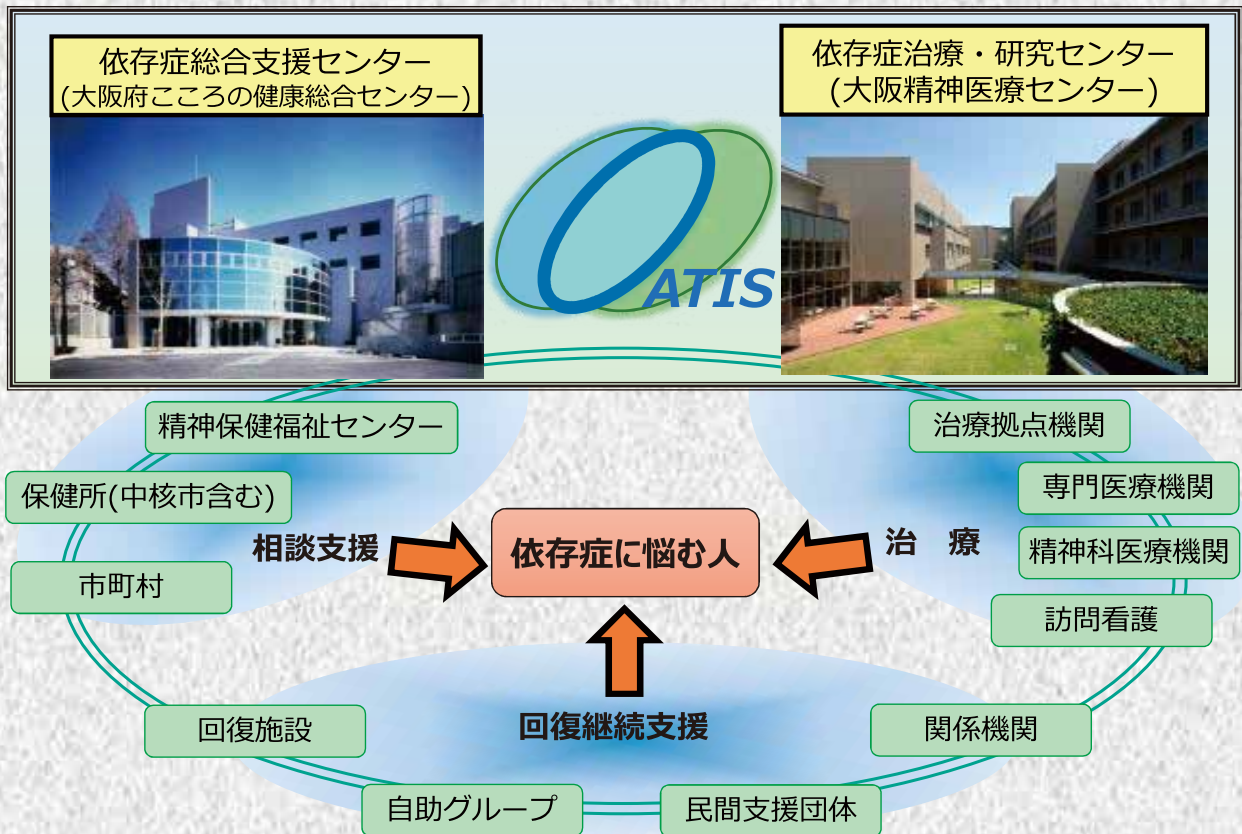 依存症総合支援センター
(大阪府こころの健康総合センター)
依存症治療・研究センター
(大阪精神医療センター)
OATIS
精神保健福祉センター
治療拠点機関
保健所(中核市含む)
専門医療機関
相談支援
依存症に悩む人
治　療
精神科医療機関
市町村
訪問看護
回復施設
回復継続支援
関係機関
自助グループ
民間支援団体